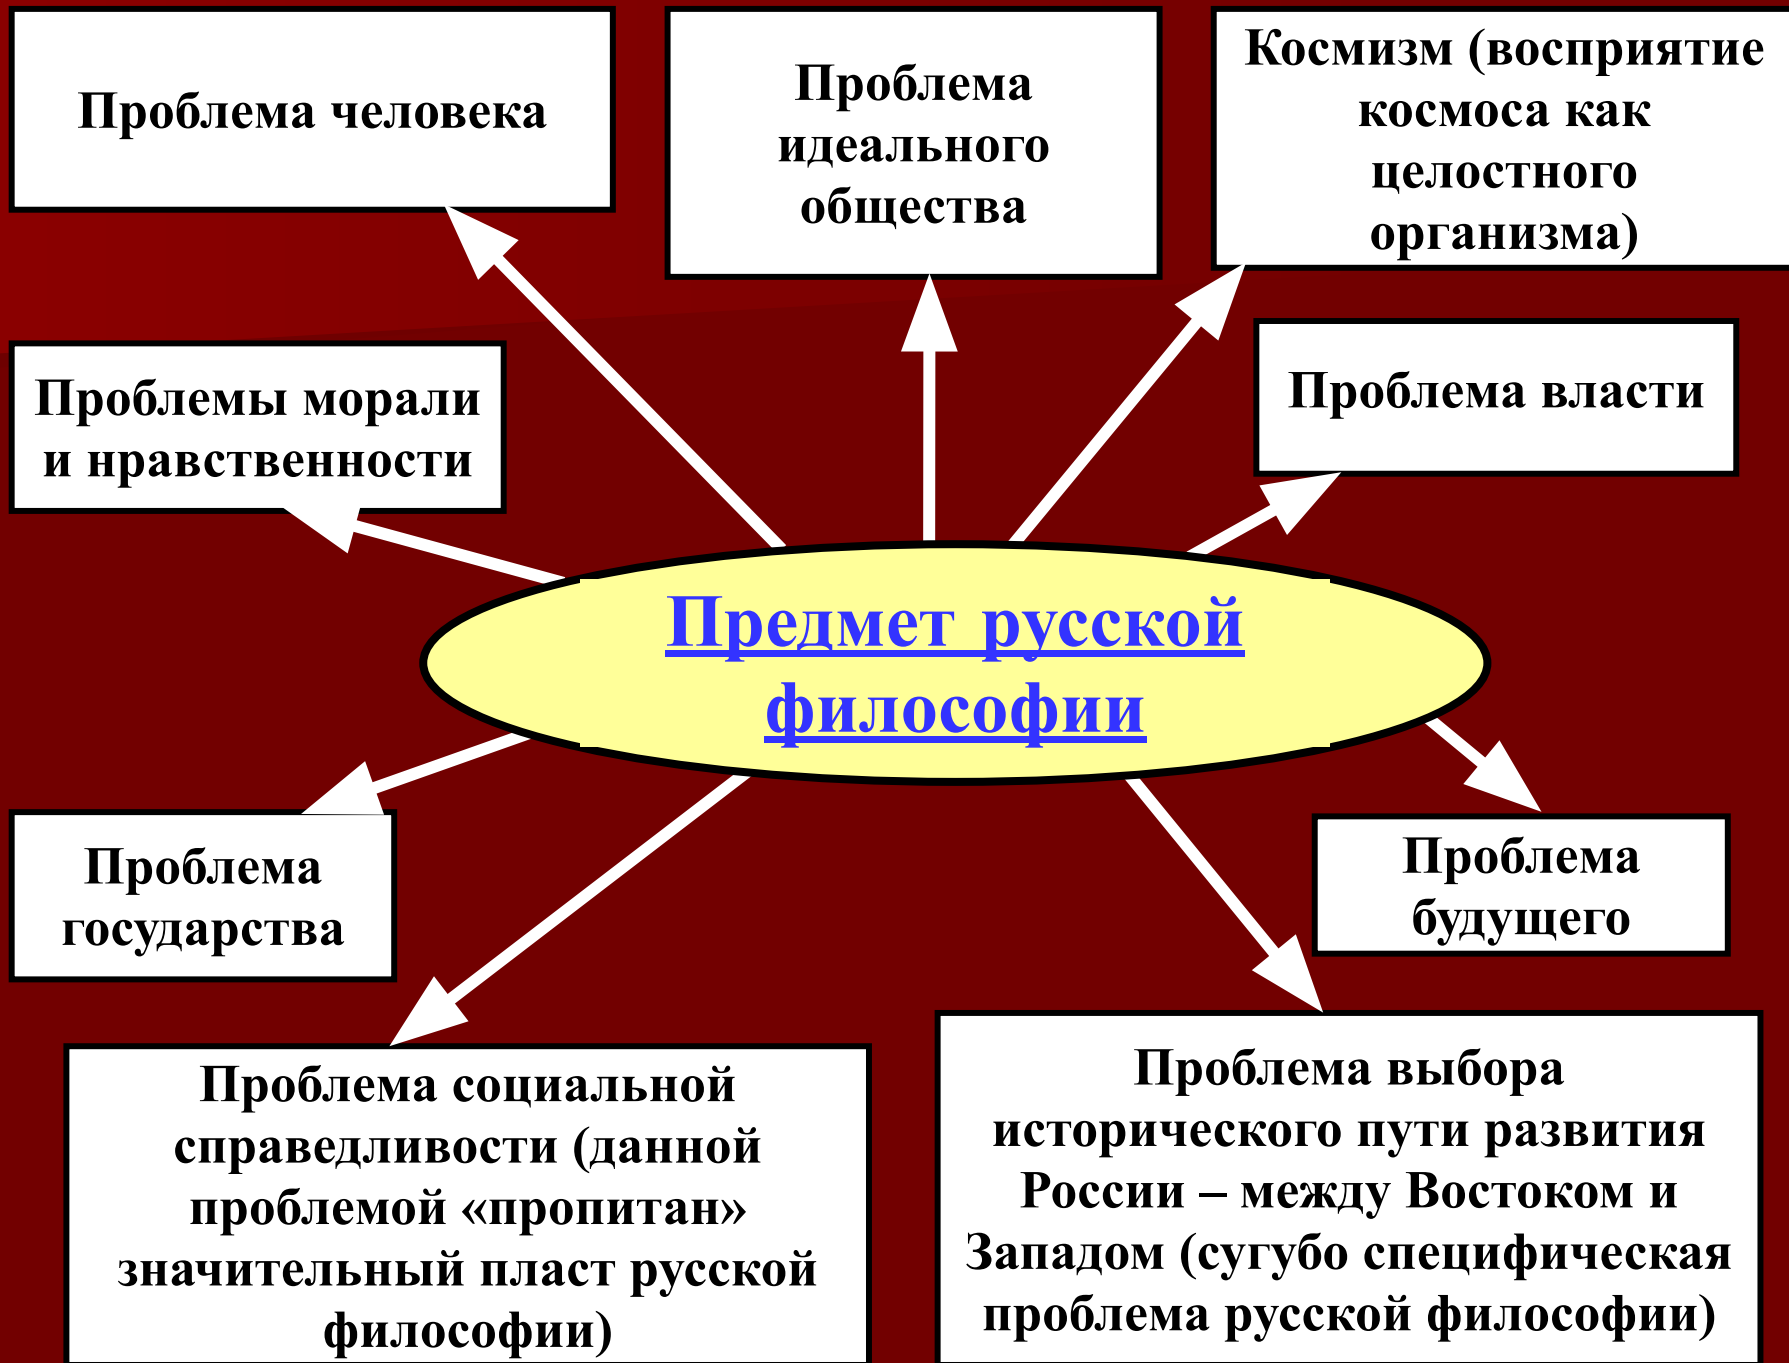 Проблема человека
Проблема
идеального
общества
Космизм (восприятие
космоса как
целостного
организма)
Проблемы морали
и нравственности
Проблема власти
Предмет русской
философии
Проблема
государства
Проблема
будущего
Проблема социальной
справедливости (данной
проблемой «пропитан»
значительный пласт русской
философии)
Проблема выбора
исторического пути развития
России – между Востоком и
Западом (сугубо специфическая
проблема русской философии)